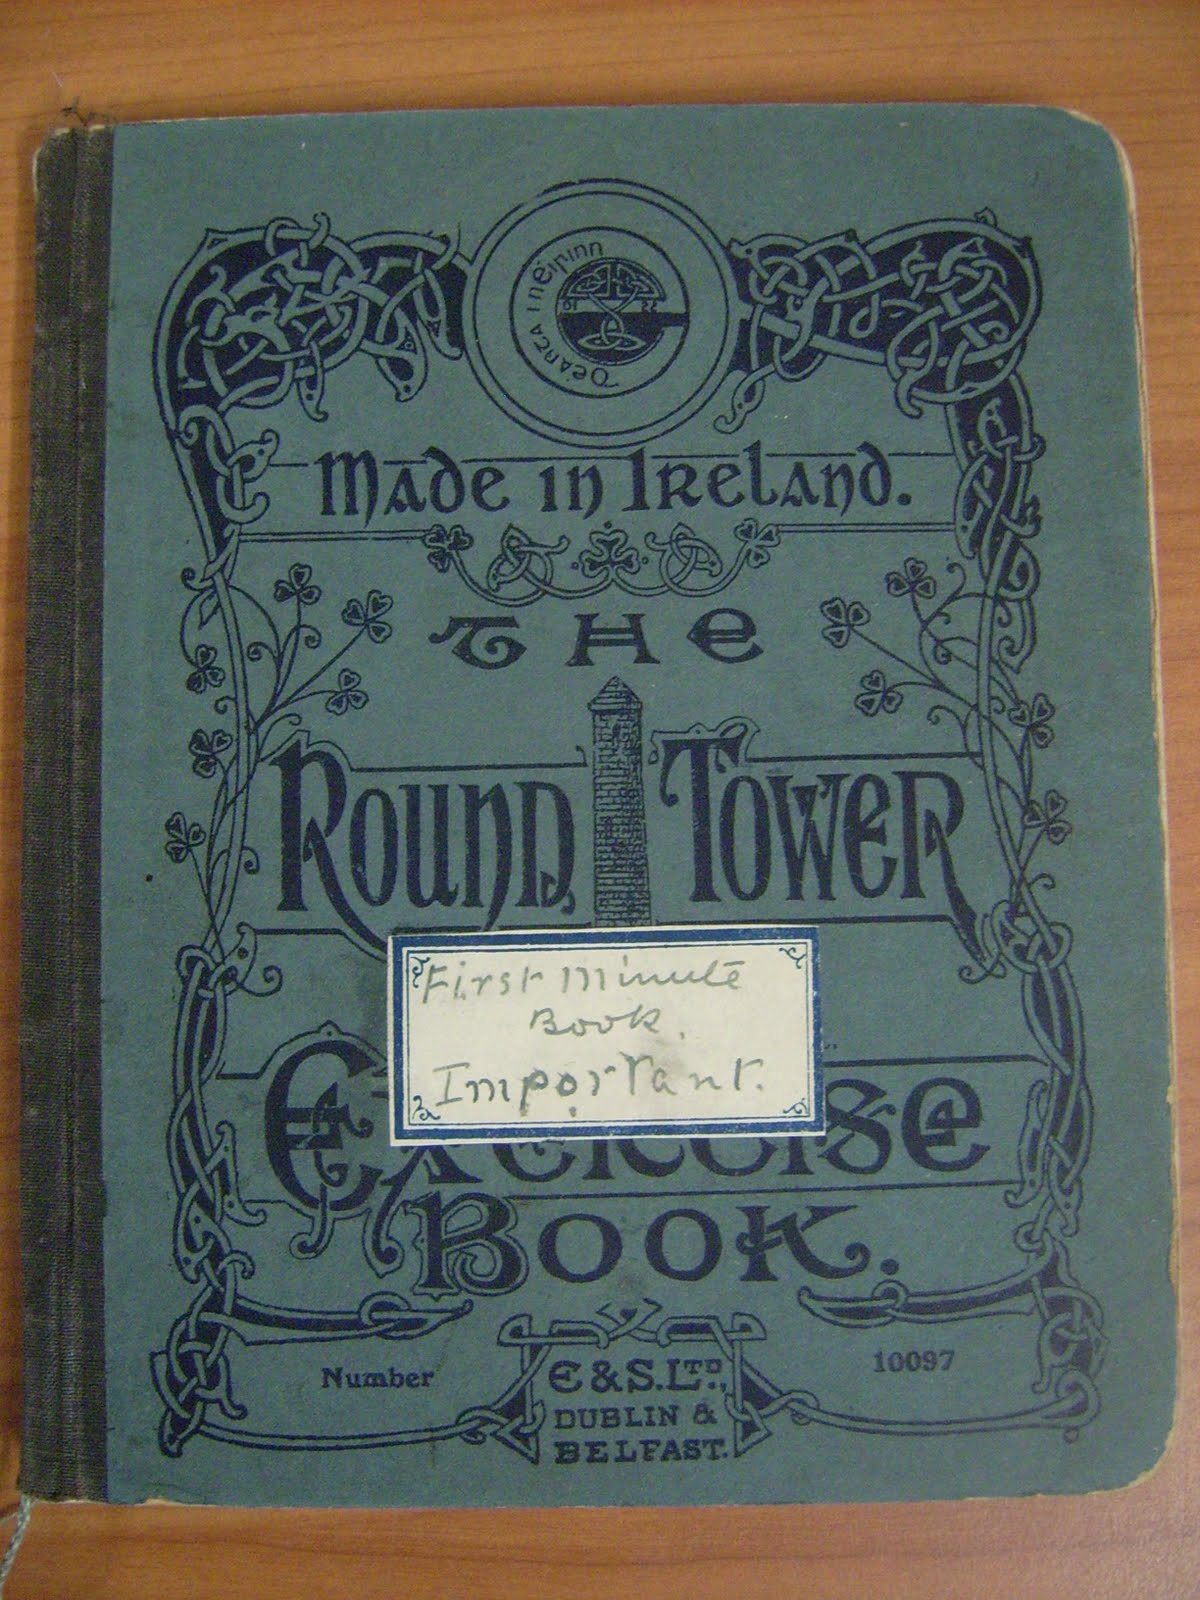 Déanta i nÉirinn
Made in Ireland.
The
Round Tower
First Minute
Book.
Important.
Exercise
Book.
Number
10097
E & S. LTD.,
DUBLIN &
BELFAST.